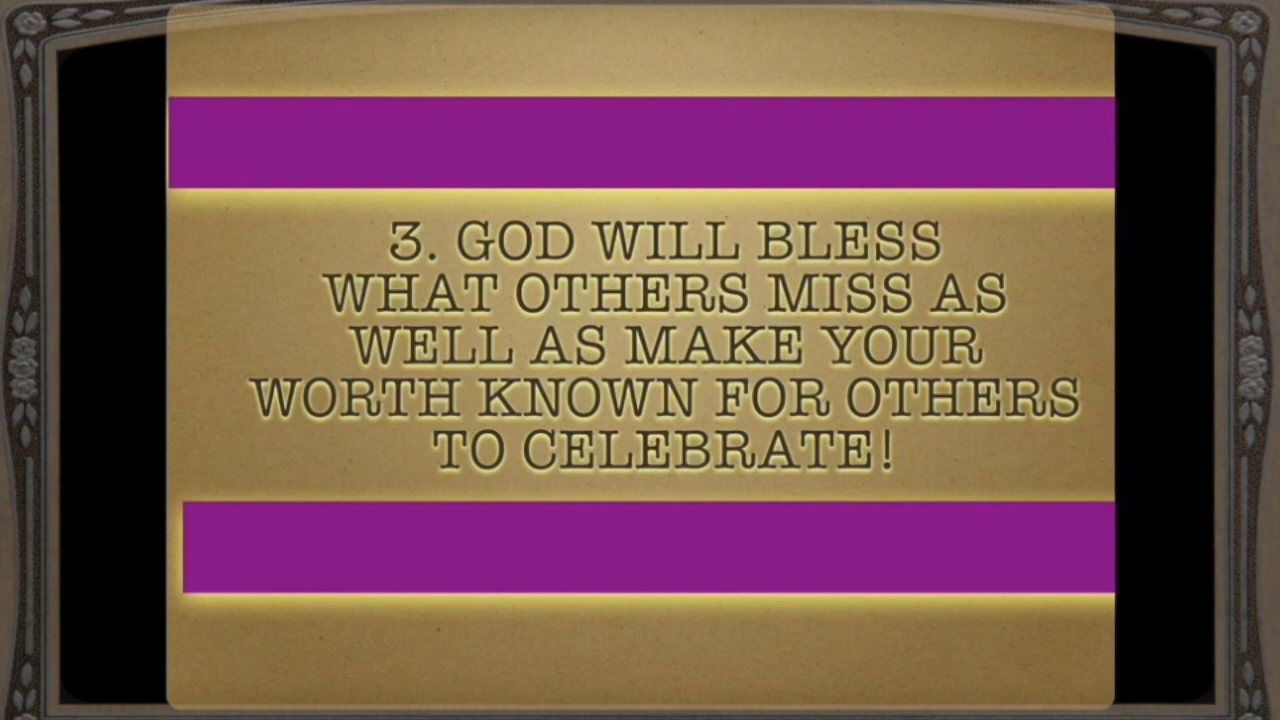 3. GOD WILL BLESS
WHAT OTHERS MISS AS
WELL AS MAKE YOUR
WORTH KNOWN FOR OTHERS
TO CELEBRATE!